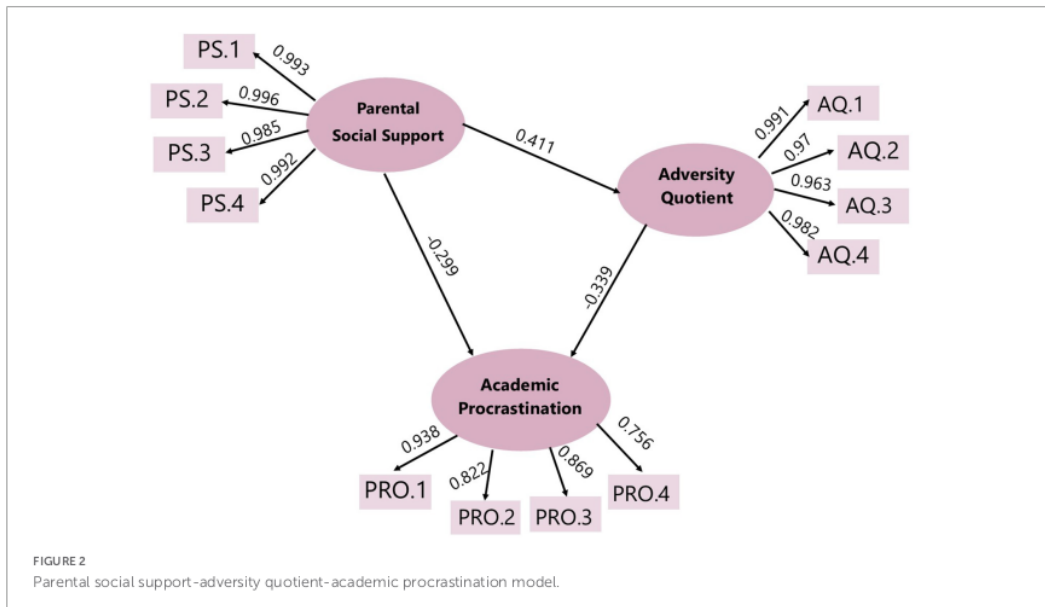 PS.1
0.993
PS.2
0.996
PS.3
0.985
PS.4
0.992
Parental
Social Support
0.411
Adversity
Quotient
AQ.1
0.991
AQ.2
0.97
AQ.3
0.963
AQ.4
0.982
-0.299
-0.339
Academic
Procrastination
0.938
0.822
0.869
0.756
PRO.1
PRO.2
PRO.3
PRO.4
FIGURE 2
Parental social support-adversity quotient-academic procrastination model.